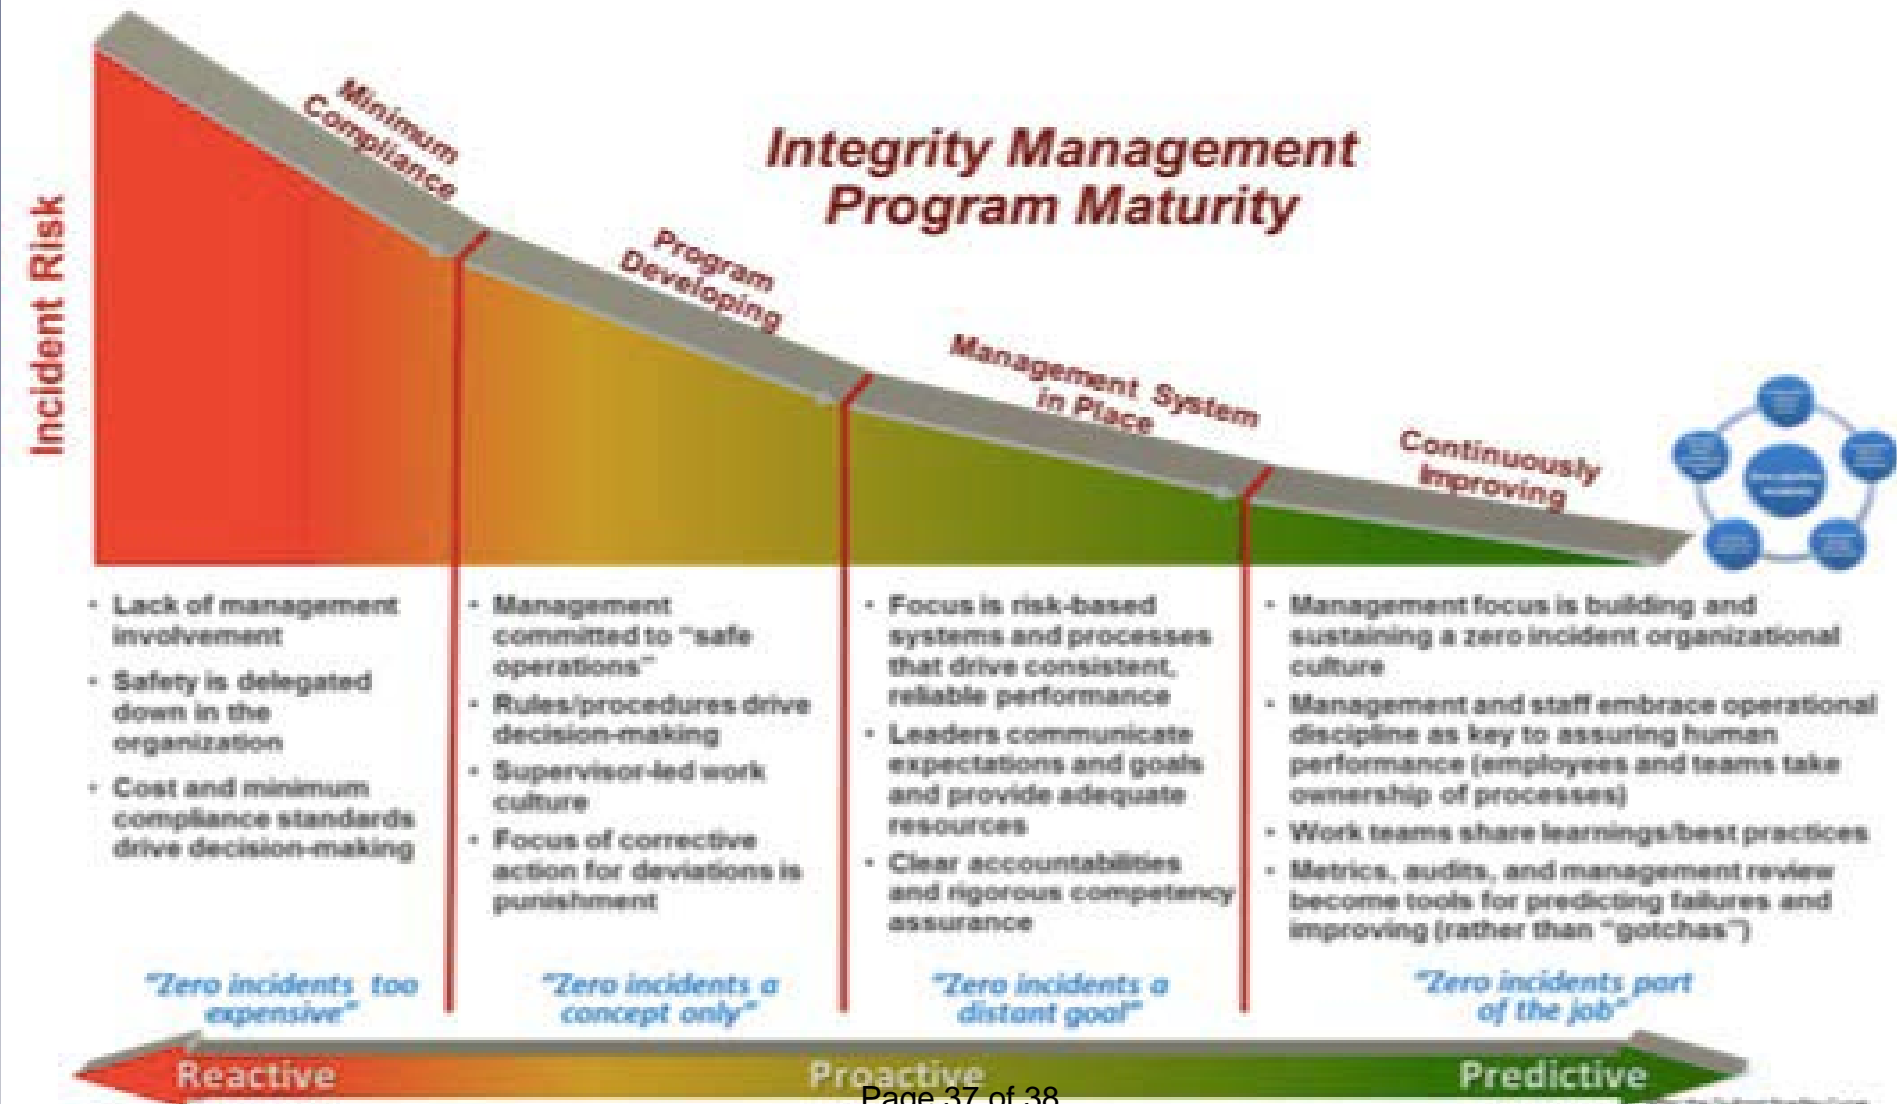 Integrity Management
Program Maturity
Incident Risk
Minimum
Compliance
Program
Developing
Management System
in Place
Continuously
Improving
• Lack of management
involvement
• Safety is delegated
down in the
organization
• Cost and minimum
compliance standards
drive decision-making
"Zero incidents too
expensive"
• Management
committed to "safe
operations"
• Rules/procedures drive
decision-making
• Supervisor-led work
culture
• Focus of corrective
action for deviations is
punishment
"Zero incidents a
concept only"
• Focus is risk-based
systems and processes
that drive consistent,
reliable performance
• Leaders communicate
expectations and goals
and provide adequate
resources
• Clear accountabilities
and rigorous competency
assurance
"Zero incidents a
distant goal"
• Management focus is building and
sustaining a zero incident organizational
culture
• Management and staff embrace operational
discipline as key to assuring human
performance (employees and teams take
ownership of processes)
• Work teams share learnings/best practices
• Metrics, audits, and management review
become tools for predicting failures and
improving (rather than "gotchas")
"Zero incidents part
of the job"
Reactive
Proactive
Predictive
Page 37 of 38